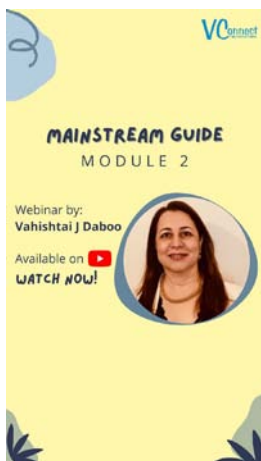 VConnect
MAINSTREAM GUIDE
MODULE 2
Webinar by:
Vahishtai J Daboo
Available on
WATCH NOW!